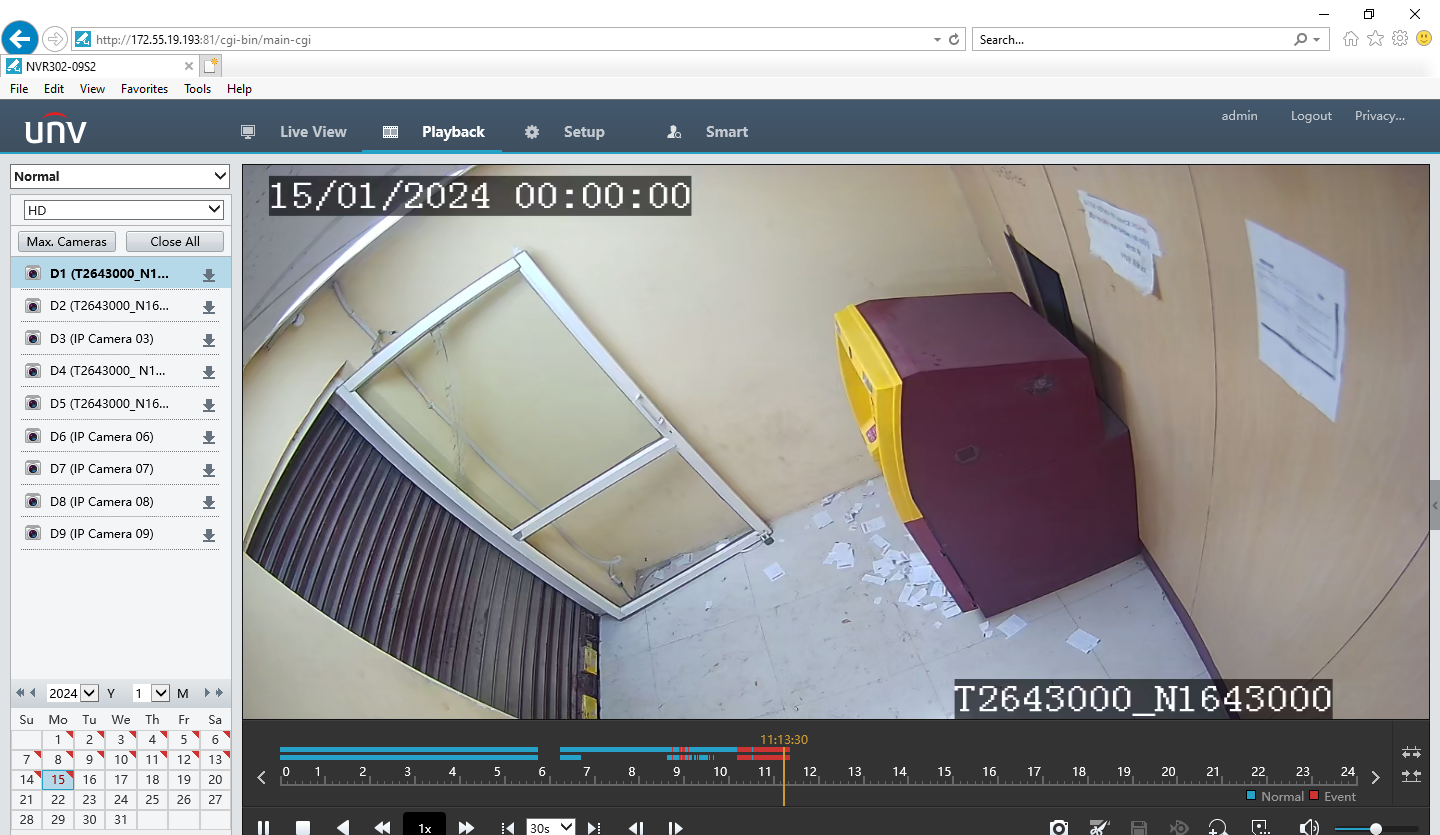 http://172.55.19.193:81/cgi-bin/main-cgi
Search...
NVR302-09S2
File Edit View Favorites Tools Help
unv
Live View
Playback
Setup
Smart
admin
Logout
Privacy...
Normal
HD
Max. Cameras
Close All
D1 (T2643000_N1...
D2 (T2643000_N16...
D3 (IP Camera 03)
D4 (T2643000_ N1...
D5 (T2643000_N16...
D6 (IP Camera 06)
D7 (IP Camera 07)
D8 (IP Camera 08)
D9 (IP Camera 09)
15/01/2024 00:00:00
T2643000_N1643000
2024 Y 1 M
Su Mo Tu We Th Fr Sa
1 2 3 4 5 6
7 8 9 10 11 12 13
14 15 16 17 18 19 20
21 22 23 24 25 26 27
28 29 30 31
11:13:30
0 1 2 3 4 5 6 7 8 9 10 11 12 13 14 15 16 17 18 19 20 21 22 23 24
Normal Event
1x
30s